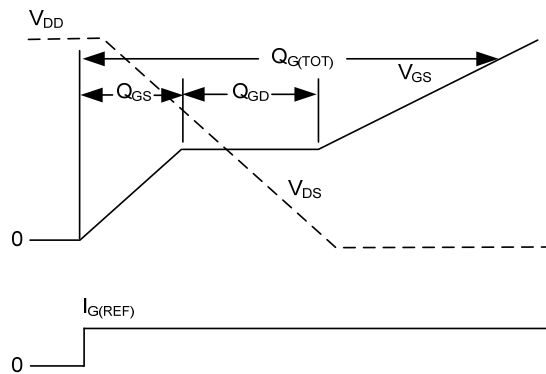 VDD
QG(TOT)
VGS
QGS
QGD
VDS
0
IG(REF)
0